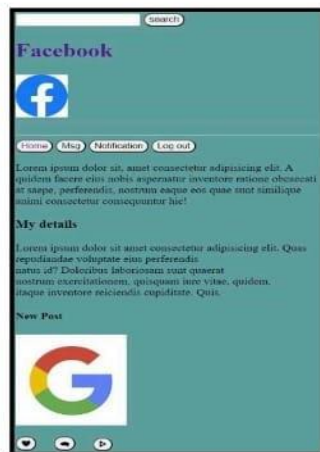 search
Facebook
Home Msg Notification Log out
Lorem ipsum dolor sit, amet consectetur adipisicing elit. A
quidem facere eius nobis aspernatur inventore ratione obcaecati
at saepe, perferendis, nostrum eaque eos quae sunt similique
animi consectetur consequuntur hic!
My details
Lorem ipsum dolor sit amet consectetur adipisicing elit. Quas
repudiandae voluptate eius perferendis
natus id? Doloribus laboriosam sunt quaerat
nostrum exercitationem, quisquam iure vitae, quidem.
itaque inventore reiciendis cupiditate. Quis.
New Post